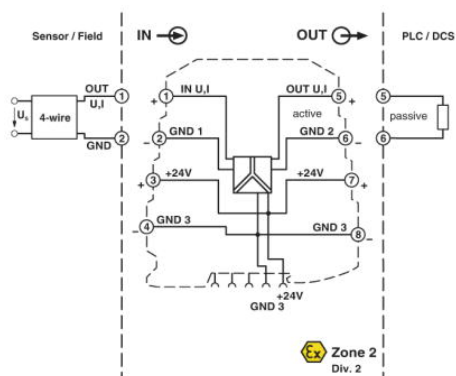 Sensor / Field
IN
OUT
PLC / DCS
OUT
U,I
GND
Us
4-wire
1
2
+ 1 IN U,I
- 2 GND 1
+ 3 +24V
- 4 GND 3
OUT U,I 5 +
active
GND 2 6 -
+24V 7 +
GND 3 8 -
5
passive
6
+24V
GND 3
Ex Zone 2
Div. 2